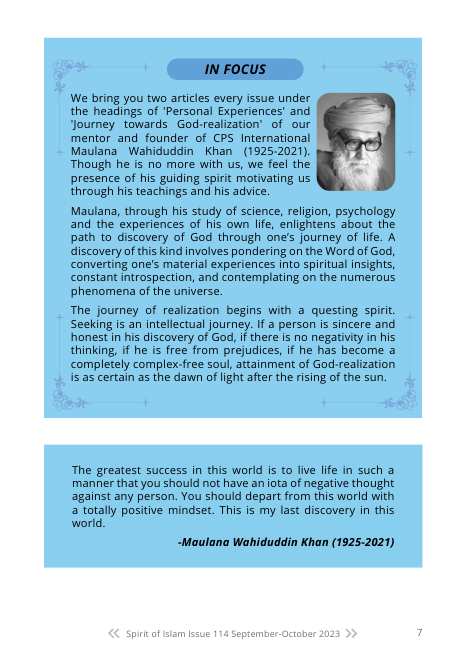 IN FOCUS
We bring you two articles every issue under
the headings of 'Personal Experiences' and
'Journey towards God-realization' of our
mentor and founder of CPS International
Maulana Wahiduddin Khan (1925-2021).
Though he is no more with us, we feel the
presence of his guiding spirit motivating us
through his teachings and his advice.
Maulana, through his study of science, religion, psychology
and the experiences of his own life, enlightens about the
path to discovery of God through one’s journey of life. A
discovery of this kind involves pondering on the Word of God,
converting one’s material experiences into spiritual insights,
constant introspection, and contemplating on the numerous
phenomena of the universe.
The journey of realization begins with a questing spirit.
Seeking is an intellectual journey. If a person is sincere and
honest in his discovery of God, if there is no negativity in his
thinking, if he is free from prejudices, if he has become a
completely complex-free soul, attainment of God-realization
is as certain as the dawn of light after the rising of the sun.
The greatest success in this world is to live life in such a
manner that you should not have an iota of negative thought
against any person. You should depart from this world with
a totally positive mindset. This is my last discovery in this
world.
-Maulana Wahiduddin Khan (1925-2021)
Spirit of Islam Issue 114 September-October 2023
7